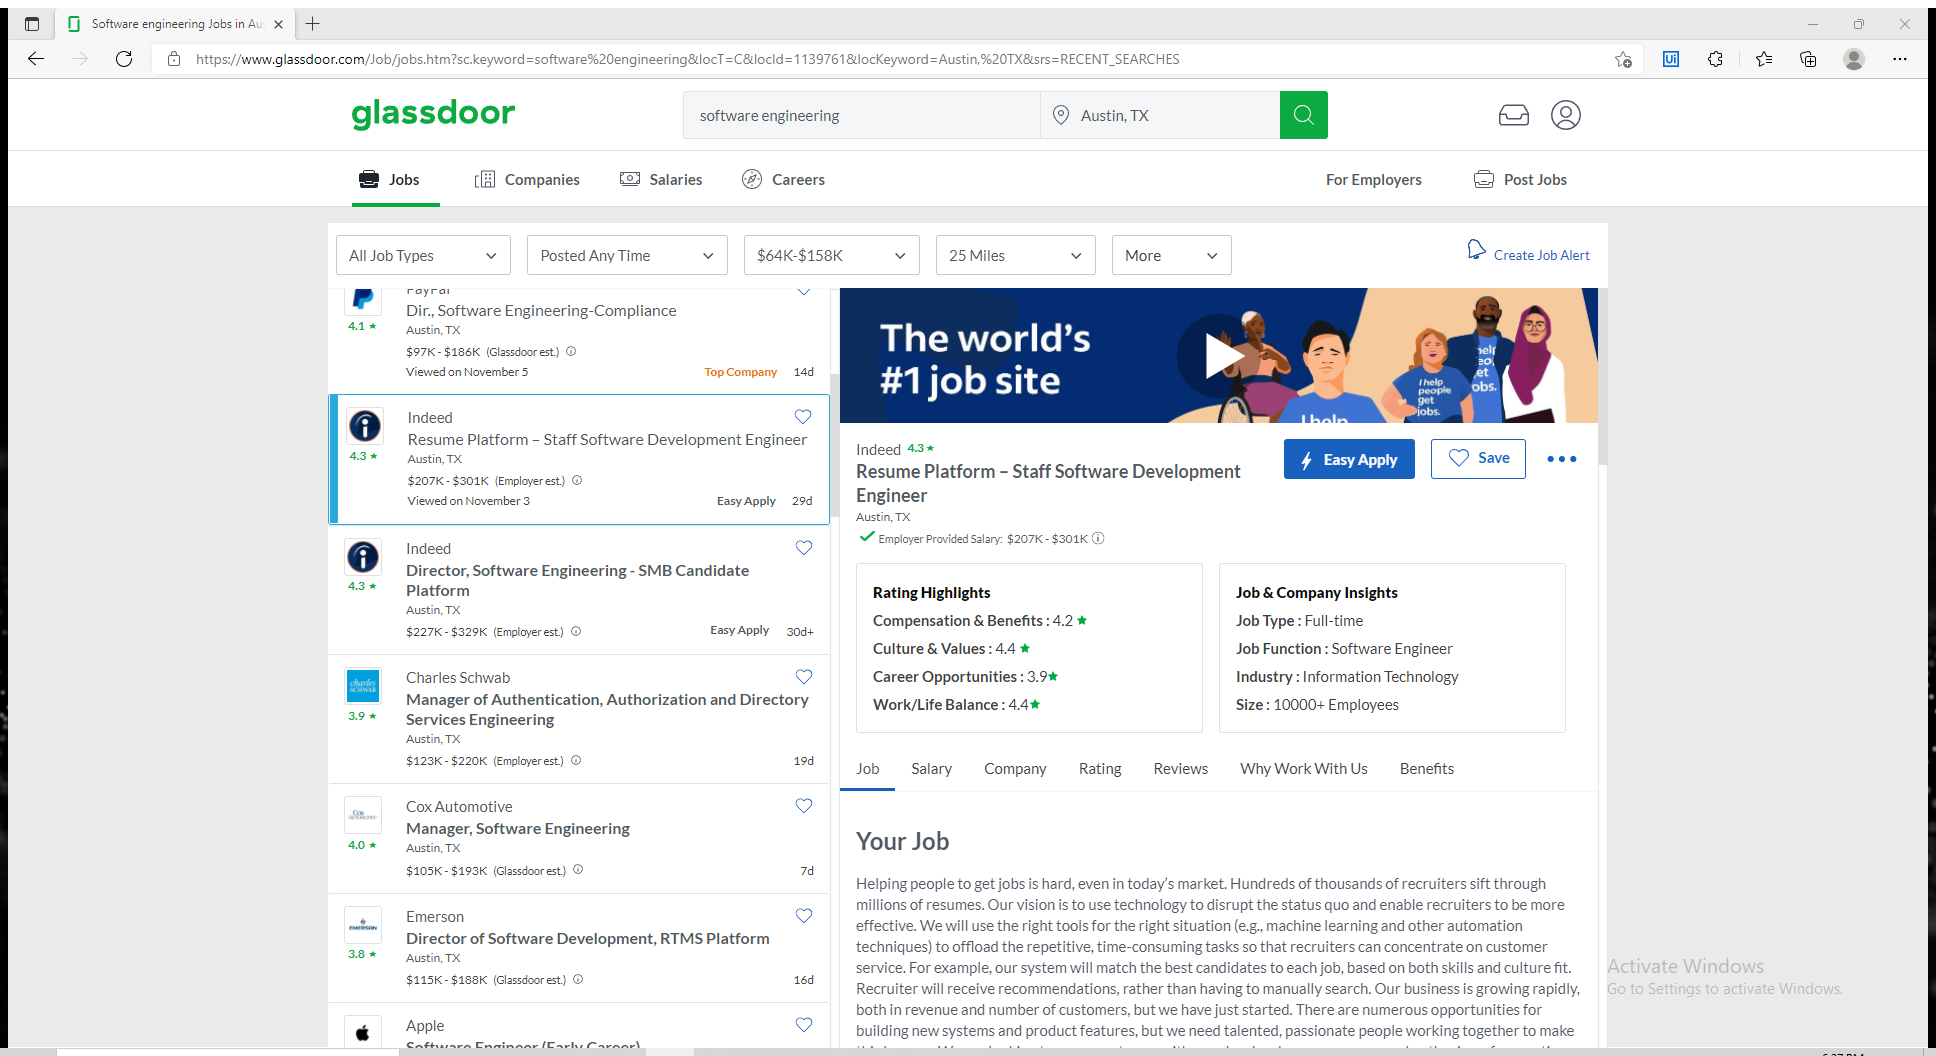 Software engineering Jobs in Au
https://www.glassdoor.com/Job/jobs.htm?sc.keyword=software%20engineering&locT=C&locId=1139761&locKeyword=Austin,%20TX&srs=RECENT_SEARCHES
Ui
glassdoor
software engineering
Austin, TX
Jobs
Companies
Salaries
Careers
For Employers
Post Jobs
All Job Types
Posted Any Time
$64K-$158K
25 Miles
More
Create Job Alert
PayPal
4.1 ★
Dir., Software Engineering-Compliance
Austin, TX
$97K - $186K (Glassdoor est.)
Viewed on November 5
Top Company
14d
Indeed
4.3 ★
Resume Platform – Staff Software Development Engineer
Austin, TX
$207K - $301K (Employer est.)
Viewed on November 3
Easy Apply
29d
Indeed
4.3 ★
Director, Software Engineering - SMB Candidate
Platform
Austin, TX
$227K - $329K (Employer est.)
Easy Apply
30d+
charles
SCHWAB
3.9 ★
Charles Schwab
Manager of Authentication, Authorization and Directory
Services Engineering
Austin, TX
$123K - $220K (Employer est.)
19d
Cox
AUTOMOTIVE
4.0 ★
Cox Automotive
Manager, Software Engineering
Austin, TX
$105K - $193K (Glassdoor est.)
7d
EMERSON
3.8 ★
Emerson
Director of Software Development, RTMS Platform
Austin, TX
$115K - $188K (Glassdoor est.)
16d
Apple
Software Engineer (Early Career)
The world's
#1 job site
I help
I help
people
get
jobs.
help
et
obs.
Indeed 4.3 ★
Resume Platform – Staff Software Development
Engineer
Austin, TX
Employer Provided Salary: $207K - $301K
Easy Apply
Save
Rating Highlights
Compensation & Benefits : 4.2 ★
Culture & Values : 4.4 ★
Career Opportunities : 3.9★
Work/Life Balance : 4.4★
Job & Company Insights
Job Type : Full-time
Job Function : Software Engineer
Industry : Information Technology
Size : 10000+ Employees
Job
Salary
Company
Rating
Reviews
Why Work With Us
Benefits
Your Job
Helping people to get jobs is hard, even in today's market. Hundreds of thousands of recruiters sift through
millions of resumes. Our vision is to use technology to disrupt the status quo and enable recruiters to be more
effective. We will use the right tools for the right situation (e.g., machine learning and other automation
techniques) to offload the repetitive, time-consuming tasks so that recruiters can concentrate on customer
service. For example, our system will match the best candidates to each job, based on both skills and culture fit.
Recruiter will receive recommendations, rather than having to manually search. Our business is growing rapidly,
both in revenue and number of customers, but we have just started. There are numerous opportunities for
building new systems and product features, but we need talented, passionate people working together to make
Activate Windows
Go to Settings to activate Windows.